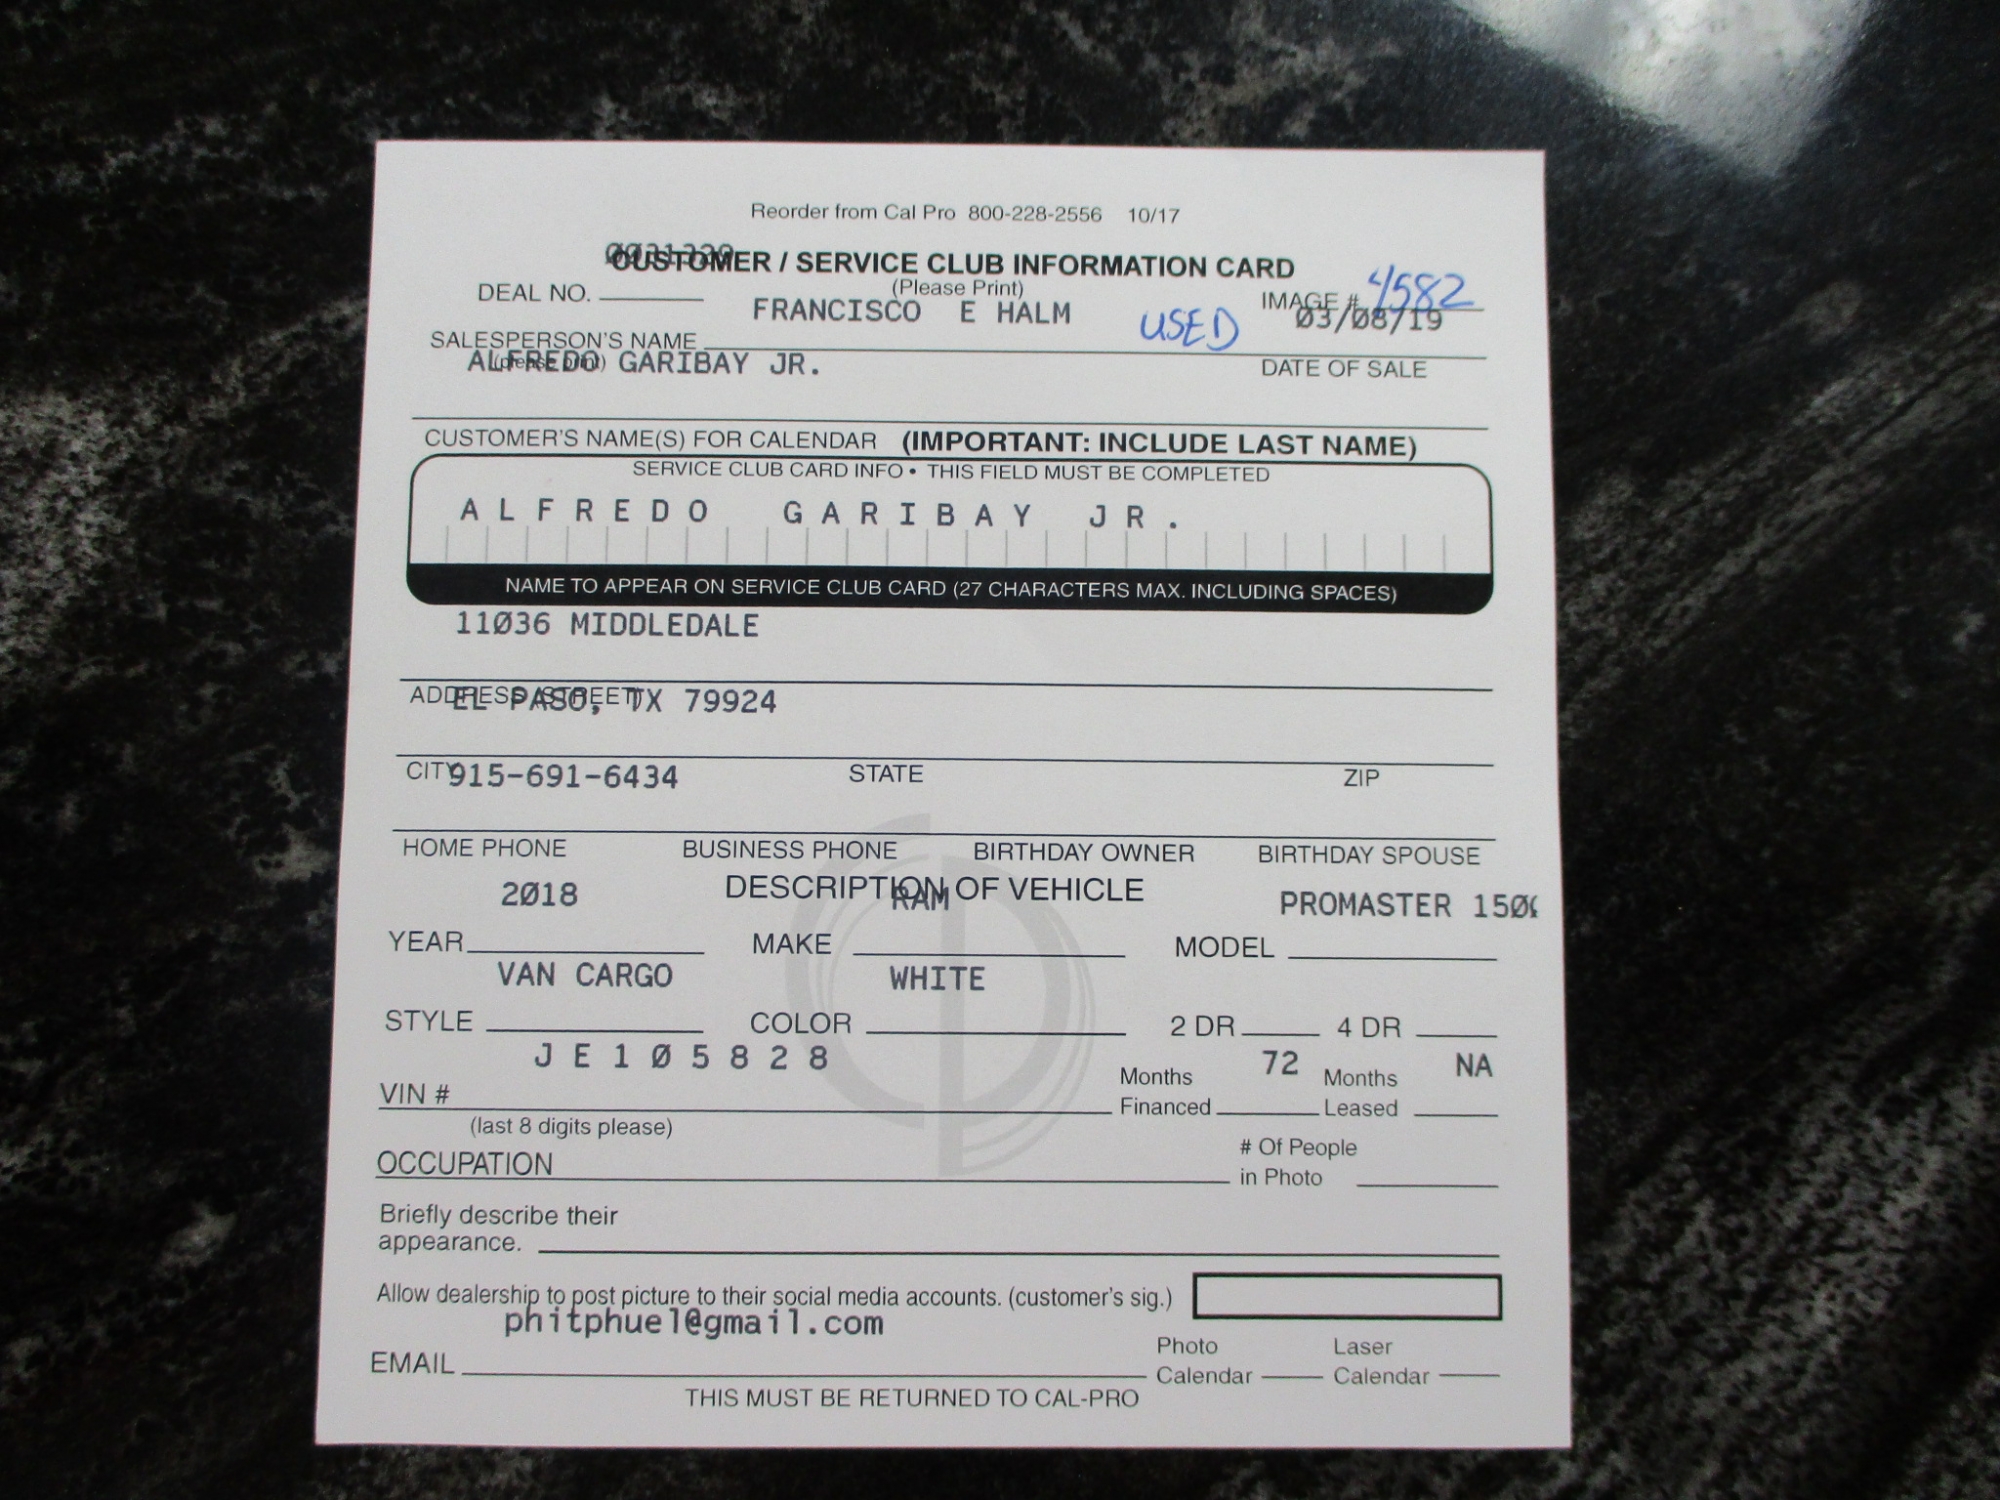 Reorder from Cal Pro 800-228-2556 10/17
CUSTOMER / SERVICE CLUB INFORMATION CARD
(Please Print)
DEAL NO.
IMAGE # 4582
FRANCISCO E HALM USED 03/08/19
SALESPERSON'S NAME
(please print)
DATE OF SALE
ALFREDO GARIBAY JR.
CUSTOMER'S NAME(S) FOR CALENDAR (IMPORTANT: INCLUDE LAST NAME)
SERVICE CLUB CARD INFO • THIS FIELD MUST BE COMPLETED
ALFREDO GARIBAY JR.
NAME TO APPEAR ON SERVICE CLUB CARD (27 CHARACTERS MAX. INCLUDING SPACES)
11036 MIDDLEDALE
ADDRESS (STREET)
EL PASO, TX 79924
CITY STATE ZIP
915-691-6434
HOME PHONE BUSINESS PHONE BIRTHDAY OWNER BIRTHDAY SPOUSE
DESCRIPTION OF VEHICLE
2018 RAM PROMASTER 150
YEAR MAKE MODEL
VAN CARGO WHITE
STYLE COLOR 2 DR 4 DR
JE105828 72 NA
VIN # Months Financed Months Leased
(last 8 digits please)
OCCUPATION # Of People in Photo
Briefly describe their
appearance.
Allow dealership to post picture to their social media accounts. (customer's sig.)
phitphuel@gmail.com
EMAIL Photo Calendar Laser Calendar
THIS MUST BE RETURNED TO CAL-PRO